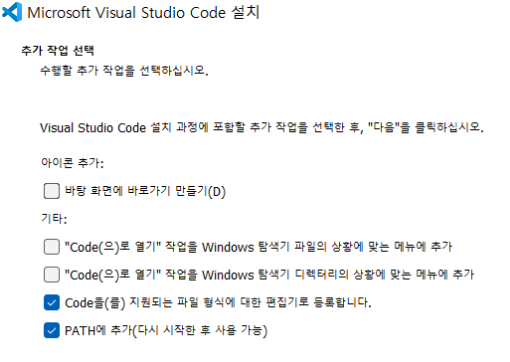 Microsoft Visual Studio Code 설치
추가 작업 선택
수행할 추가 작업을 선택하십시오.
Visual Studio Code 설치 과정에 포함할 추가 작업을 선택한 후, "다음"을 클릭하십시오.
아이콘 추가:
바탕 화면에 바로가기 만들기(D)
기타:
"Code(으)로 열기" 작업을 Windows 탐색기 파일의 상황에 맞는 메뉴에 추가
"Code(으)로 열기" 작업을 Windows 탐색기 디렉터리의 상황에 맞는 메뉴에 추가
Code을(를) 지원되는 파일 형식에 대한 편집기로 등록합니다.
PATH에 추가(다시 시작한 후 사용 가능)